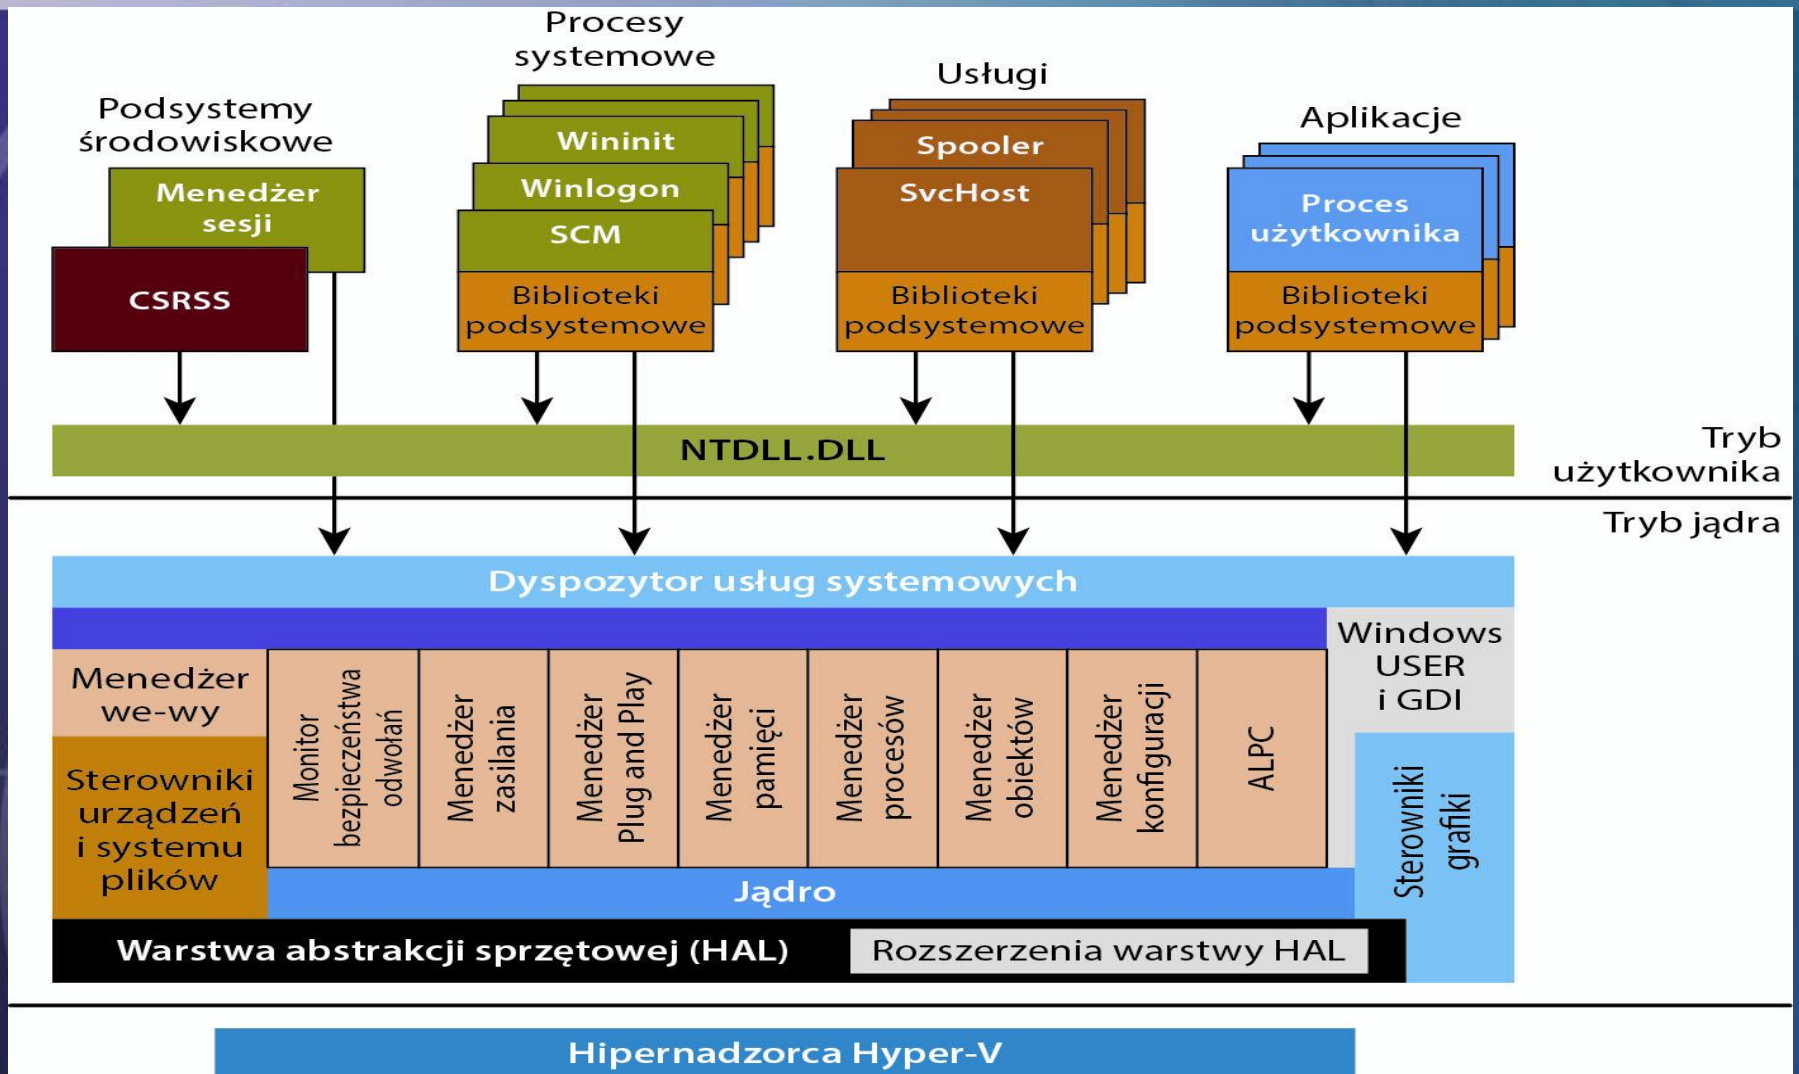 Procesy
systemowe
Usługi
Podsystemy
środowiskowe
Aplikacje
Menedżer
sesji
CSRSS
Wininit
Winlogon
SCM
Biblioteki
podsystemowe
Spooler
SvcHost
Biblioteki
podsystemowe
Proces
użytkownika
Biblioteki
podsystemowe
NTDLL.DLL
Tryb
użytkownika
Tryb jądra
Dyspozytor usług systemowych
Menedżer
we-wy
Sterowniki
urządzeń
i systemu
plików
Monitor
bezpieczeństwa
odwołań
Menedżer
zasilania
Menedżer
Plug and Play
Menedżer
pamięci
Menedżer
procesów
Menedżer
obiektów
Menedżer
konfiguracji
ALPC
Windows
USER
i GDI
Sterowniki
grafiki
Jądro
Warstwa abstrakcji sprzętowej (HAL)
Rozszerzenia warstwy HAL
Hipernadzorca Hyper-V